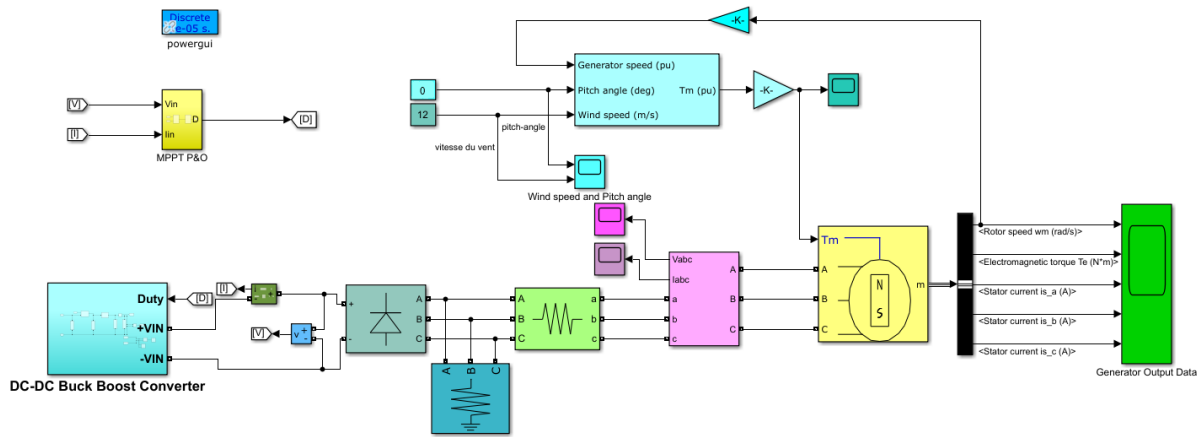 Discrete
e-05 s.
powergui
-K-
Generator speed (pu)
Pitch angle (deg)
Wind speed (m/s)
Tm (pu)
-K-
0
12
pitch-angle
vitesse du vent
Wind speed and Pitch angle
[V]
[I]
Vin
Iin
D
[D]
MPPT P&O
Vabc
Iabc
a
b
c
A
B
C
Tm
A
B
C
N
S
m
<Rotor speed wm (rad/s)>
<Electromagnetic torque Te (N*m)>
<Stator current is_a (A)>
<Stator current is_b (A)>
<Stator current is_c (A)>
Generator Output Data
Duty
+VIN
-VIN
DC-DC Buck Boost Converter
[D]
[I]
i
+
-
[V]
v
+
-
+
-
A
B
C
A
B
C
a
b
c
A
B
C